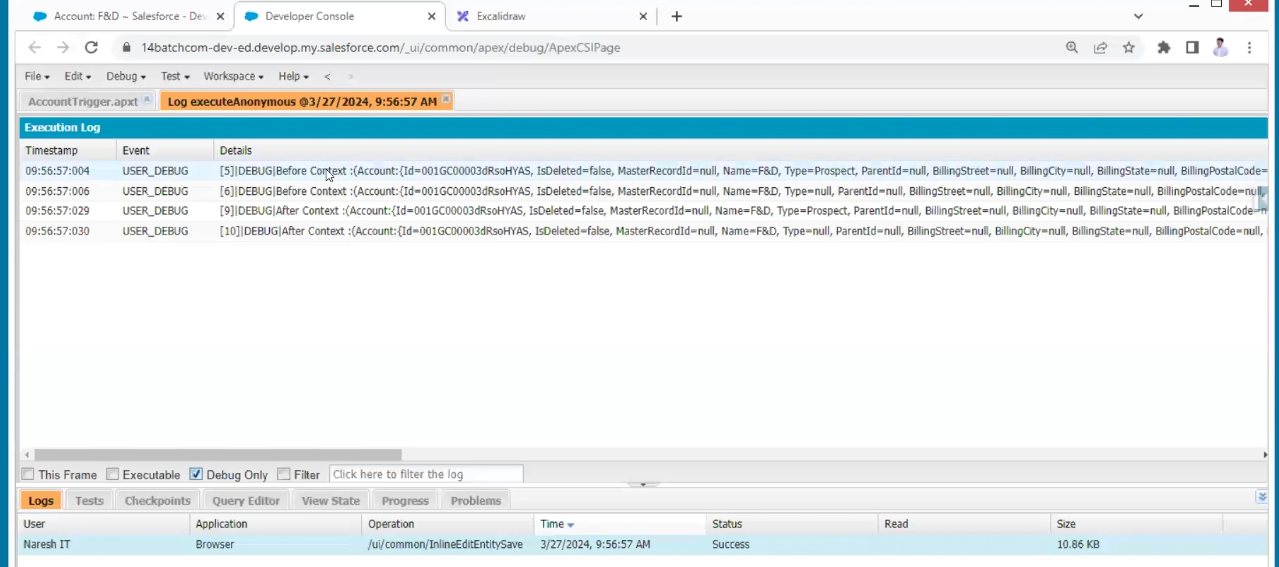 Account: F&D ~ Salesforce - Dev
Developer Console
Excalidraw
14batchcom-dev-ed.develop.my.salesforce.com/_ui/common/apex/debug/ApexCSIPage
File Edit Debug Test Workspace Help < >
AccountTrigger.apxt Log executeAnonymous @3/27/2024, 9:56:57 AM
Execution Log
Timestamp Event Details
09:56:57:004 USER_DEBUG [5]|DEBUG|Before Context :(Account:{Id=001GC00003dRsoHYAS, IsDeleted=false, MasterRecordId=null, Name=F&D, Type=Prospect, ParentId=null, BillingStreet=null, BillingCity=null, BillingState=null, BillingPostalCode=
09:56:57:006 USER_DEBUG [6]|DEBUG|Before Context :(Account:{Id=001GC00003dRsoHYAS, IsDeleted=false, MasterRecordId=null, Name=F&D, Type=null, ParentId=null, BillingStreet=null, BillingCity=null, BillingState=null, BillingPostalCode=null,
09:56:57:029 USER_DEBUG [9]|DEBUG|After Context :(Account:{Id=001GC00003dRsoHYAS, IsDeleted=false, MasterRecordId=null, Name=F&D, Type=Prospect, ParentId=null, BillingStreet=null, BillingCity=null, BillingState=null, BillingPostalCode=n
09:56:57:030 USER_DEBUG [10]|DEBUG|After Context :(Account:{Id=001GC00003dRsoHYAS, IsDeleted=false, MasterRecordId=null, Name=F&D, Type=null, ParentId=null, BillingStreet=null, BillingCity=null, BillingState=null, BillingPostalCode=null,
This Frame Executable Debug Only Filter Click here to filter the log
Logs Tests Checkpoints Query Editor View State Progress Problems
User Application Operation Time Status Read Size
Naresh IT Browser /ui/common/InlineEditEntitySave 3/27/2024, 9:56:57 AM Success 10.86 KB